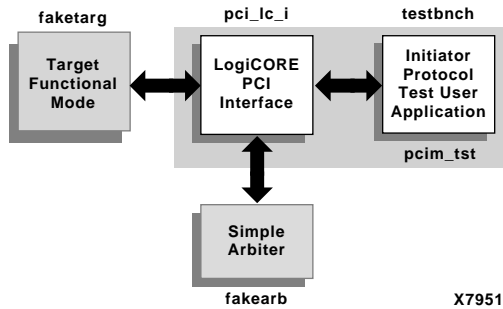 faketarg
pci_lc_i
testbnch
Target
Functional
Mode
LogiCORE
PCI
Interface
Initiator
Protocol
Test User
Application
pcim_tst
Simple
Arbiter
fakearb
X7951